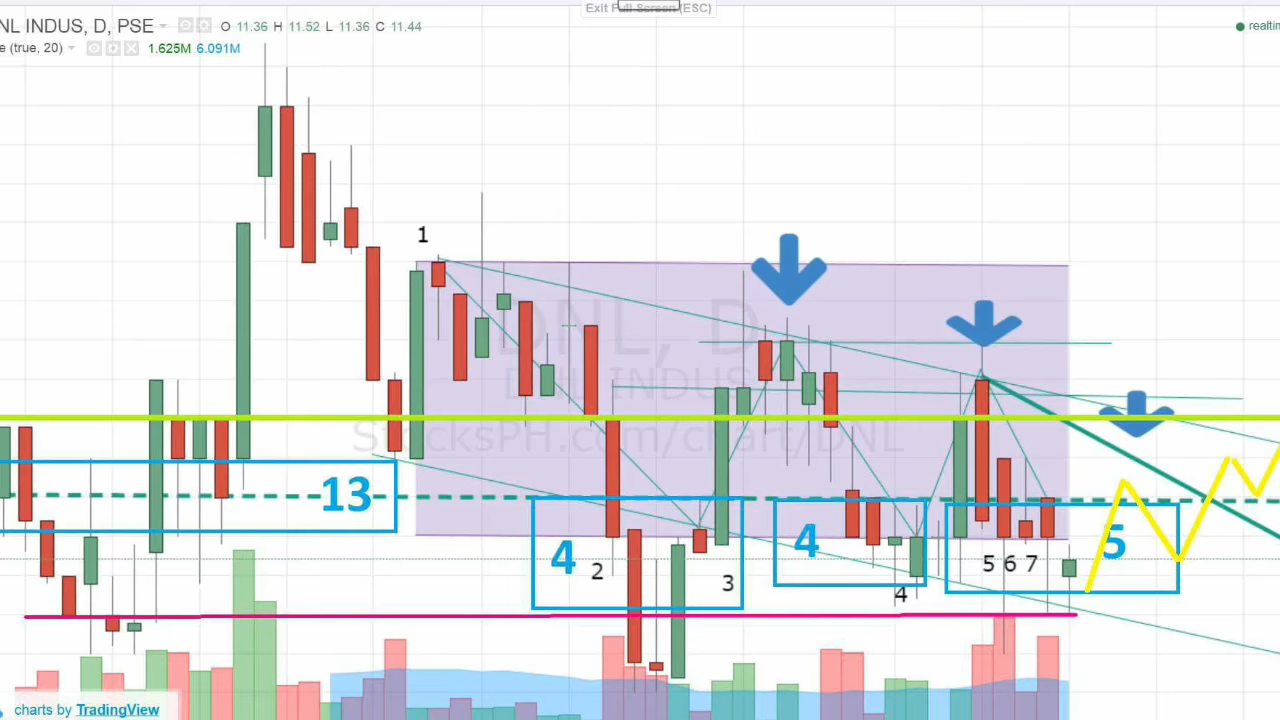 Exit Full Screen (ESC)
NL INDUS, D, PSE O 11.36 H 11.52 L 11.36 C 11.44
realti
e (true, 20) 1.625M 6.091M
1
DNL, D
DNL INDUS
StocksPH.com/chart/DNL
13
4
2
3
4
4
5
5 6 7
charts by TradingView